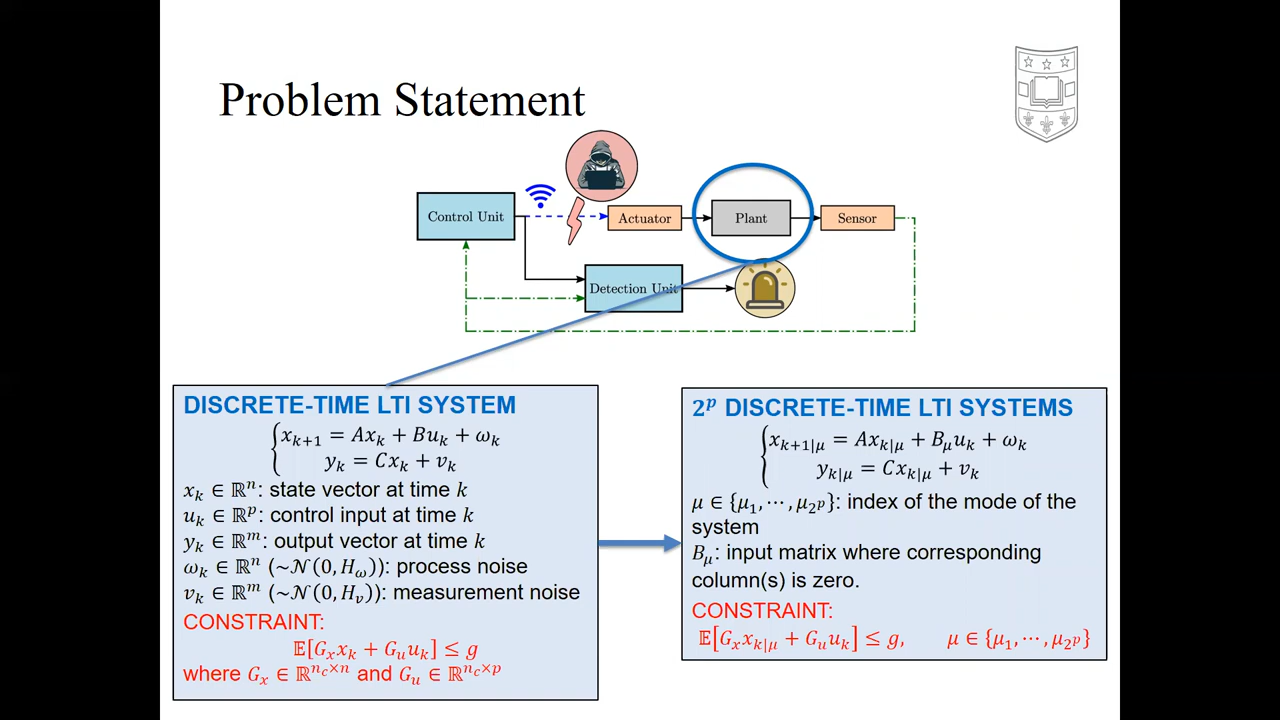 Problem Statement
Control Unit
Actuator
Plant
Sensor
Detection Unit
DISCRETE-TIME LTI SYSTEM
{x_{k+1} = Ax_k + Bu_k + ω_k
y_k = Cx_k + v_k
x_k ∈ ℝ^n: state vector at time k
u_k ∈ ℝ^p: control input at time k
y_k ∈ ℝ^m: output vector at time k
ω_k ∈ ℝ^n (~𝒩(0, H_ω)): process noise
v_k ∈ ℝ^m (~𝒩(0, H_v)): measurement noise
CONSTRAINT:
𝔼[G_x x_k + G_u u_k] ≤ g
where G_x ∈ ℝ^{n_c×n} and G_u ∈ ℝ^{n_c×p}
2^p DISCRETE-TIME LTI SYSTEMS
{x_{k+1|μ} = Ax_{k|μ} + B_μ u_k + ω_k
y_{k|μ} = Cx_{k|μ} + v_k
μ ∈ {μ_1, ⋯, μ_{2^p}}: index of the mode of the
system
B_μ: input matrix where corresponding
column(s) is zero.
CONSTRAINT:
𝔼[G_x x_{k|μ} + G_u u_k] ≤ g, μ ∈ {μ_1, ⋯, μ_{2^p}}